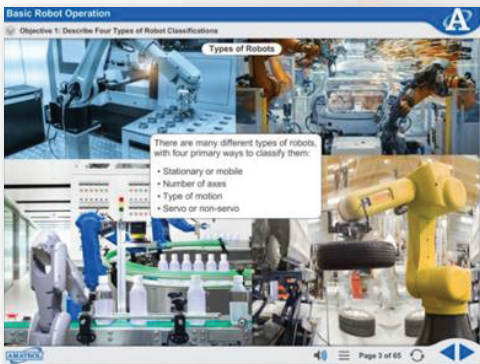 Basic Robot Operation
Objective 1: Describe Four Types of Robot Classifications
Types of Robots
There are many different types of robots,
with four primary ways to classify them:
• Stationary or mobile
• Number of axes
• Type of motion
• Servo or non-servo
AMATROL
Page 3 of 65